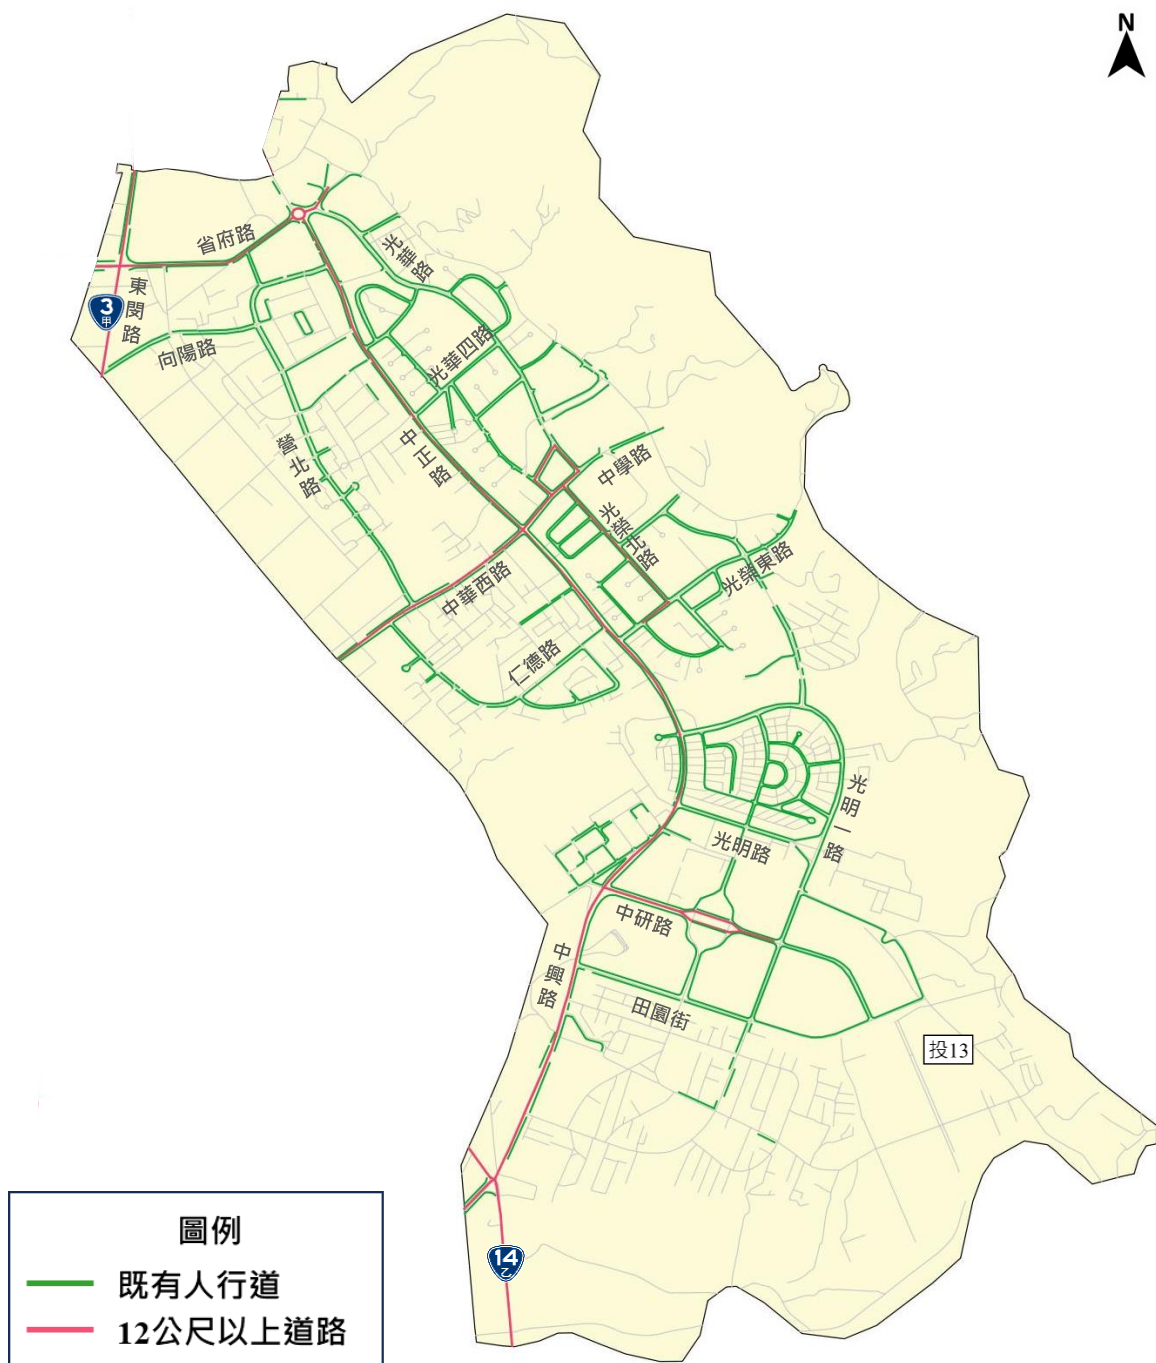 N
省府路
光華路
東閔路
3
甲
向陽路
光華四路
營北路
中正路
中學路
光榮北路
中華西路
光榮東路
仁德路
光明一路
光明路
中研路
中興路
田園街
投13
14
乙
圖例
既有人行道
12公尺以上道路